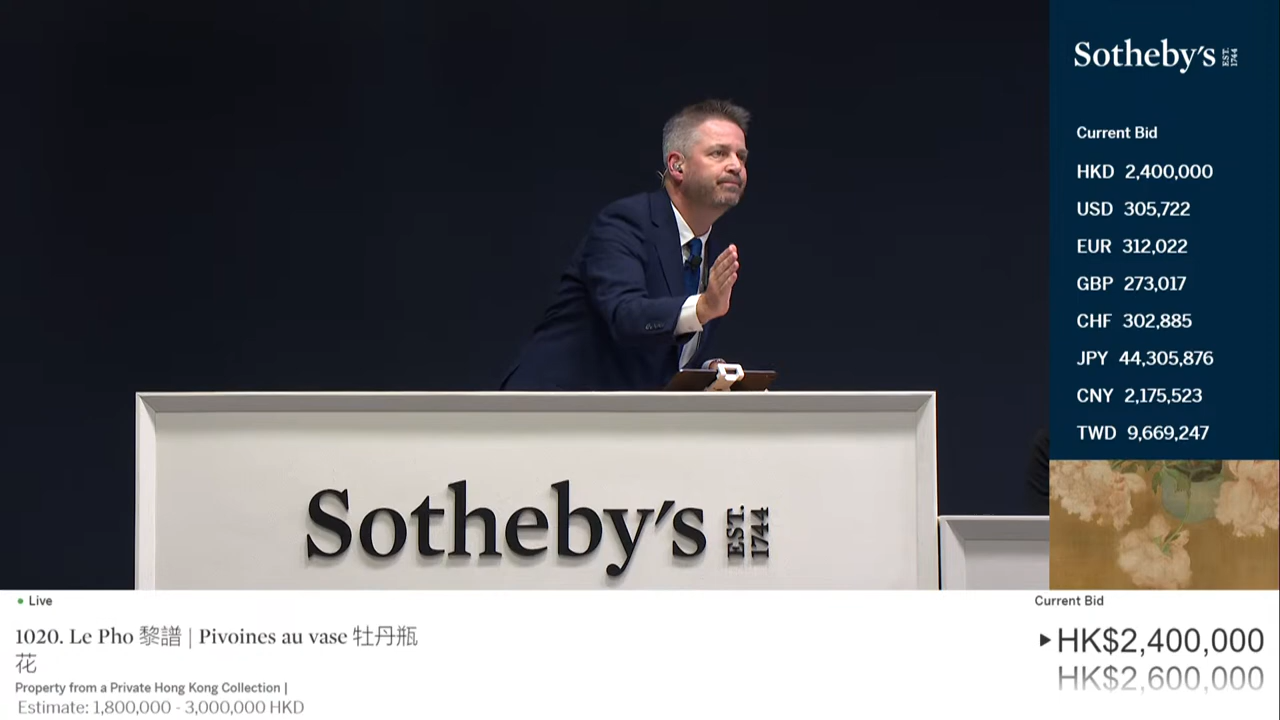 Sotheby's EST. 1744
Current Bid
HKD 2,400,000
USD 305,722
EUR 312,022
GBP 273,017
CHF 302,885
JPY 44,305,876
CNY 2,175,523
TWD 9,669,247
Sotheby's EST. 1744
Live
1020. Le Pho 黎譜 | Pivoines au vase 牡丹瓶
花
Property from a Private Hong Kong Collection |
Estimate: 1,800,000 - 3,000,000 HKD
Current Bid
HK$2,400,000
HK$2,600,000